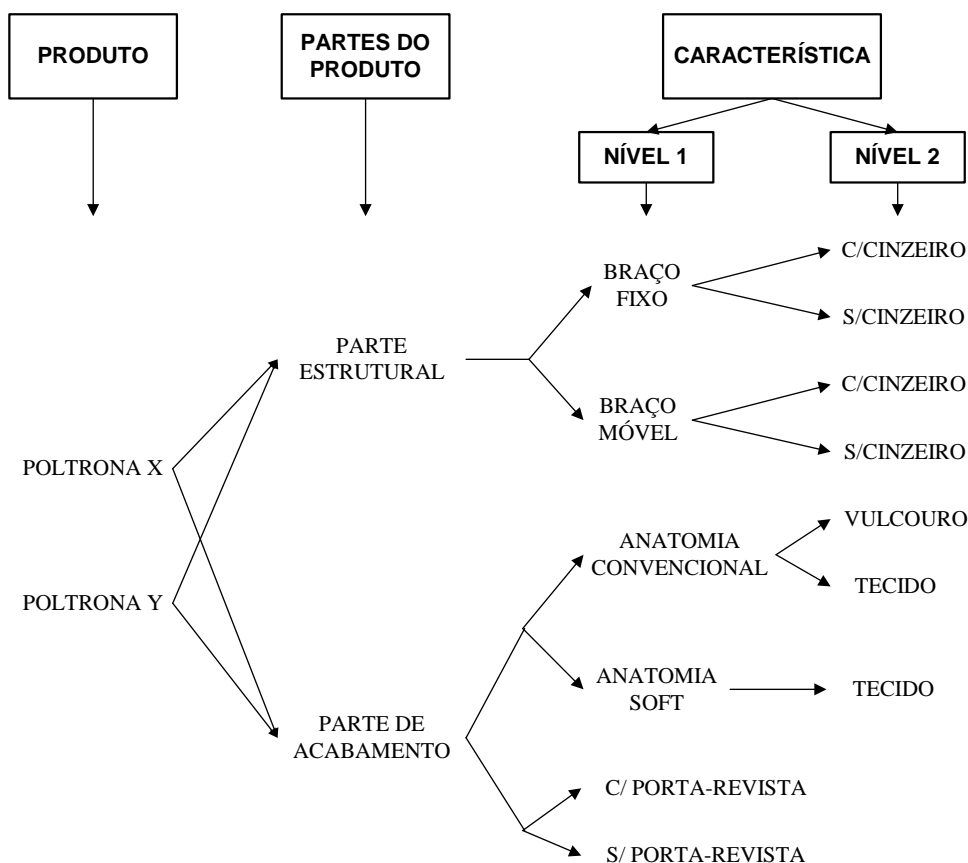 PRODUTO
PARTES DO
PRODUTO
CARACTERÍSTICA
NÍVEL 1
NÍVEL 2
POLTRONA X
POLTRONA Y
PARTE
ESTRUTURAL
BRAÇO
FIXO
C/CINZEIRO
S/CINZEIRO
BRAÇO
MÓVEL
C/CINZEIRO
S/CINZEIRO
PARTE DE
ACABAMENTO
ANATOMIA
CONVENCIONAL
VULCOURO
TECIDO
ANATOMIA
SOFT
TECIDO
C/ PORTA-REVISTA
S/ PORTA-REVISTA